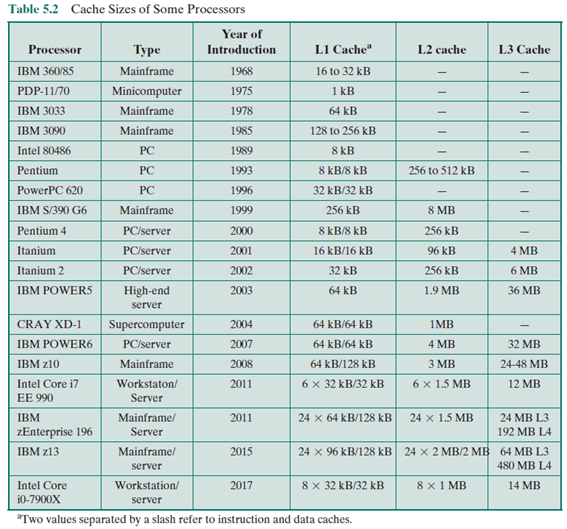 Table 5.2 Cache Sizes of Some Processors
Processor Type Year of Introduction L1 Cacheᵃ L2 cache L3 Cache
IBM 360/85 Mainframe 1968 16 to 32 kB — —
PDP-11/70 Minicomputer 1975 1 kB — —
IBM 3033 Mainframe 1978 64 kB — —
IBM 3090 Mainframe 1985 128 to 256 kB — —
Intel 80486 PC 1989 8 kB — —
Pentium PC 1993 8 kB/8 kB 256 to 512 kB —
PowerPC 620 PC 1996 32 kB/32 kB — —
IBM S/390 G6 Mainframe 1999 256 kB 8 MB —
Pentium 4 PC/server 2000 8 kB/8 kB 256 kB —
Itanium PC/server 2001 16 kB/16 kB 96 kB 4 MB
Itanium 2 PC/server 2002 32 kB 256 kB 6 MB
IBM POWER5 High-end server 2003 64 kB 1.9 MB 36 MB
CRAY XD-1 Supercomputer 2004 64 kB/64 kB 1MB —
IBM POWER6 PC/server 2007 64 kB/64 kB 4 MB 32 MB
IBM z10 Mainframe 2008 64 kB/128 kB 3 MB 24-48 MB
Intel Core i7 EE 990 Workstaton/ Server 2011 6 × 32 kB/32 kB 6 × 1.5 MB 12 MB
IBM zEnterprise 196 Mainframe/ Server 2011 24 × 64 kB/128 kB 24 × 1.5 MB 24 MB L3 192 MB L4
IBM z13 Mainframe/ server 2015 24 × 96 kB/128 kB 24 × 2 MB/2 MB 64 MB L3 480 MB L4
Intel Core i0-7900X Workstation/ server 2017 8 × 32 kB/32 kB 8 × 1 MB 14 MB
ᵃTwo values separated by a slash refer to instruction and data caches.